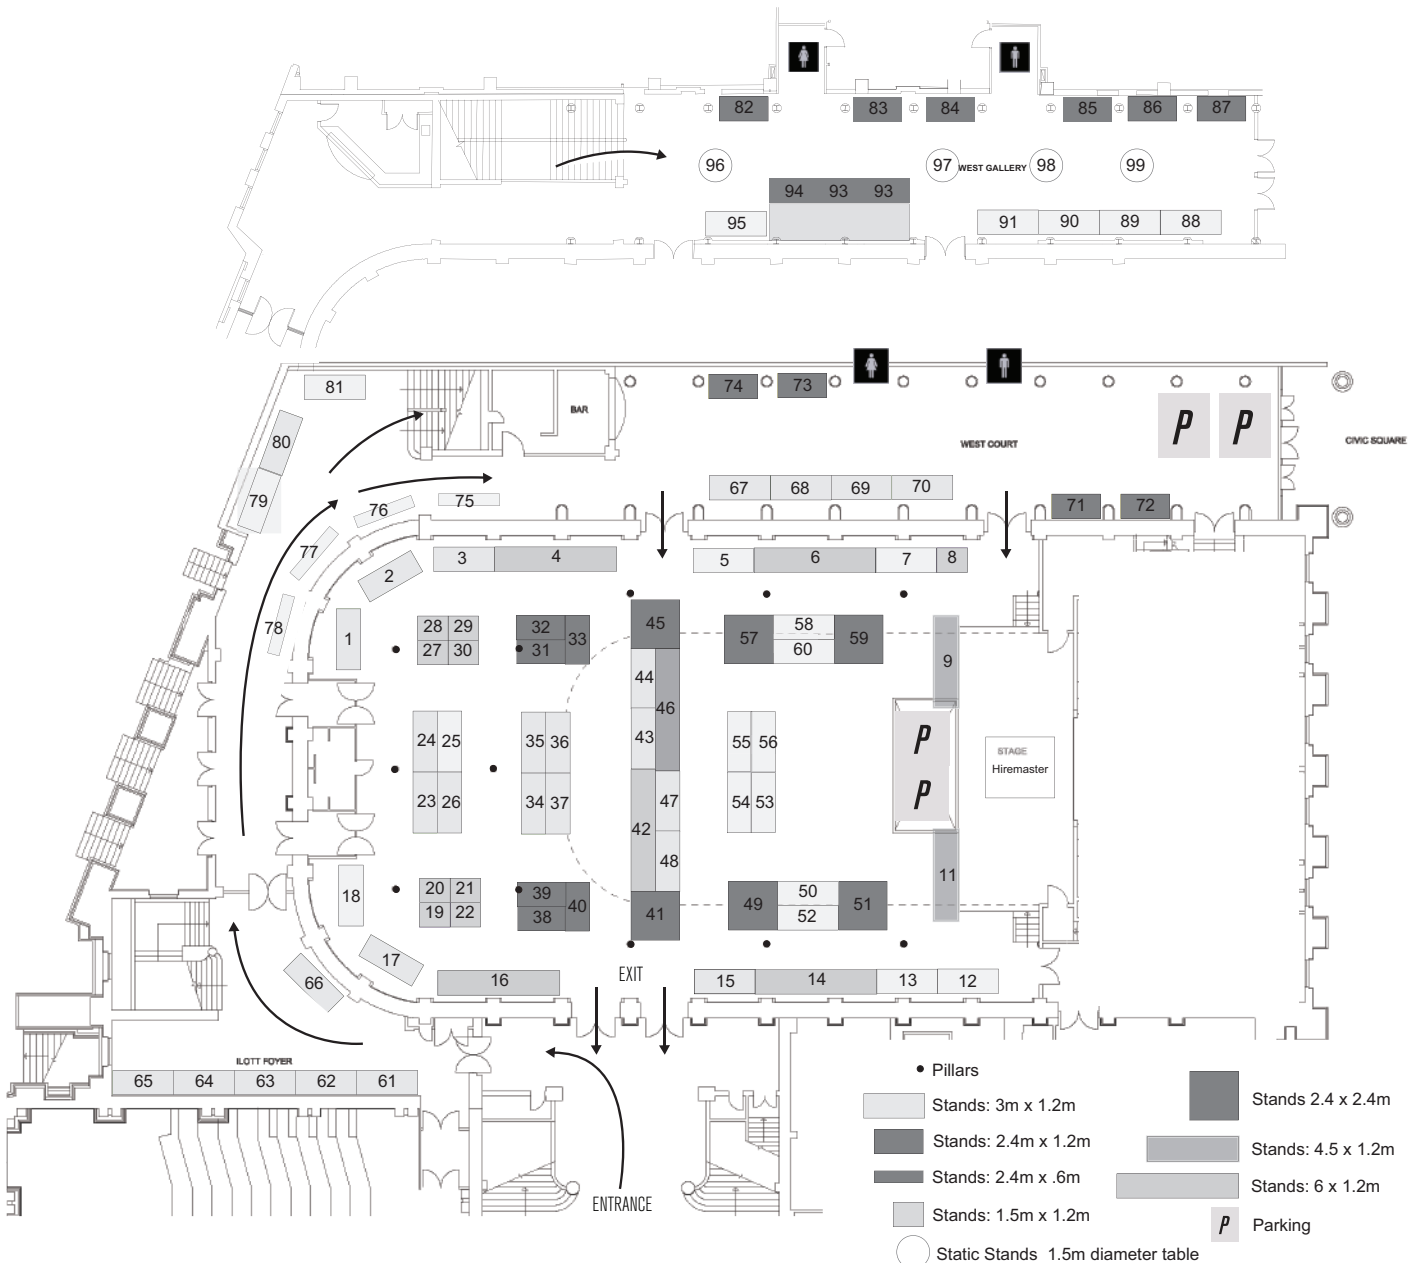 82
83
84
85
86
87
96
97
WEST GALLERY
98
99
94 93 93
95
91 90 89 88
81
74
73
BAR
80
P P
WEST COURT
CIVIC SQUARE
79
67 68 69 70
76
75
71
72
77
3 4
5 6 7 8
2
78
1
28 29
27 30
32
31
33
45
57
58
60
59
9
44
46
43
24 25
23 26
35 36
34 37
55 56
54 53
P
P
STAGE
Hiremaster
47
42
48
18
20 21
19 22
39
38
40
41
49
50
52
51
11
17
66
16
EXIT
15 14 13 12
ILOTT FOYER
65 64 63 62 61
ENTRANCE
Pillars
Stands: 3m x 1.2m
Stands: 2.4m x 1.2m
Stands: 2.4m x .6m
Stands: 1.5m x 1.2m
Static Stands 1.5m diameter table
Stands 2.4 x 2.4m
Stands: 4.5 x 1.2m
Stands: 6 x 1.2m
P Parking